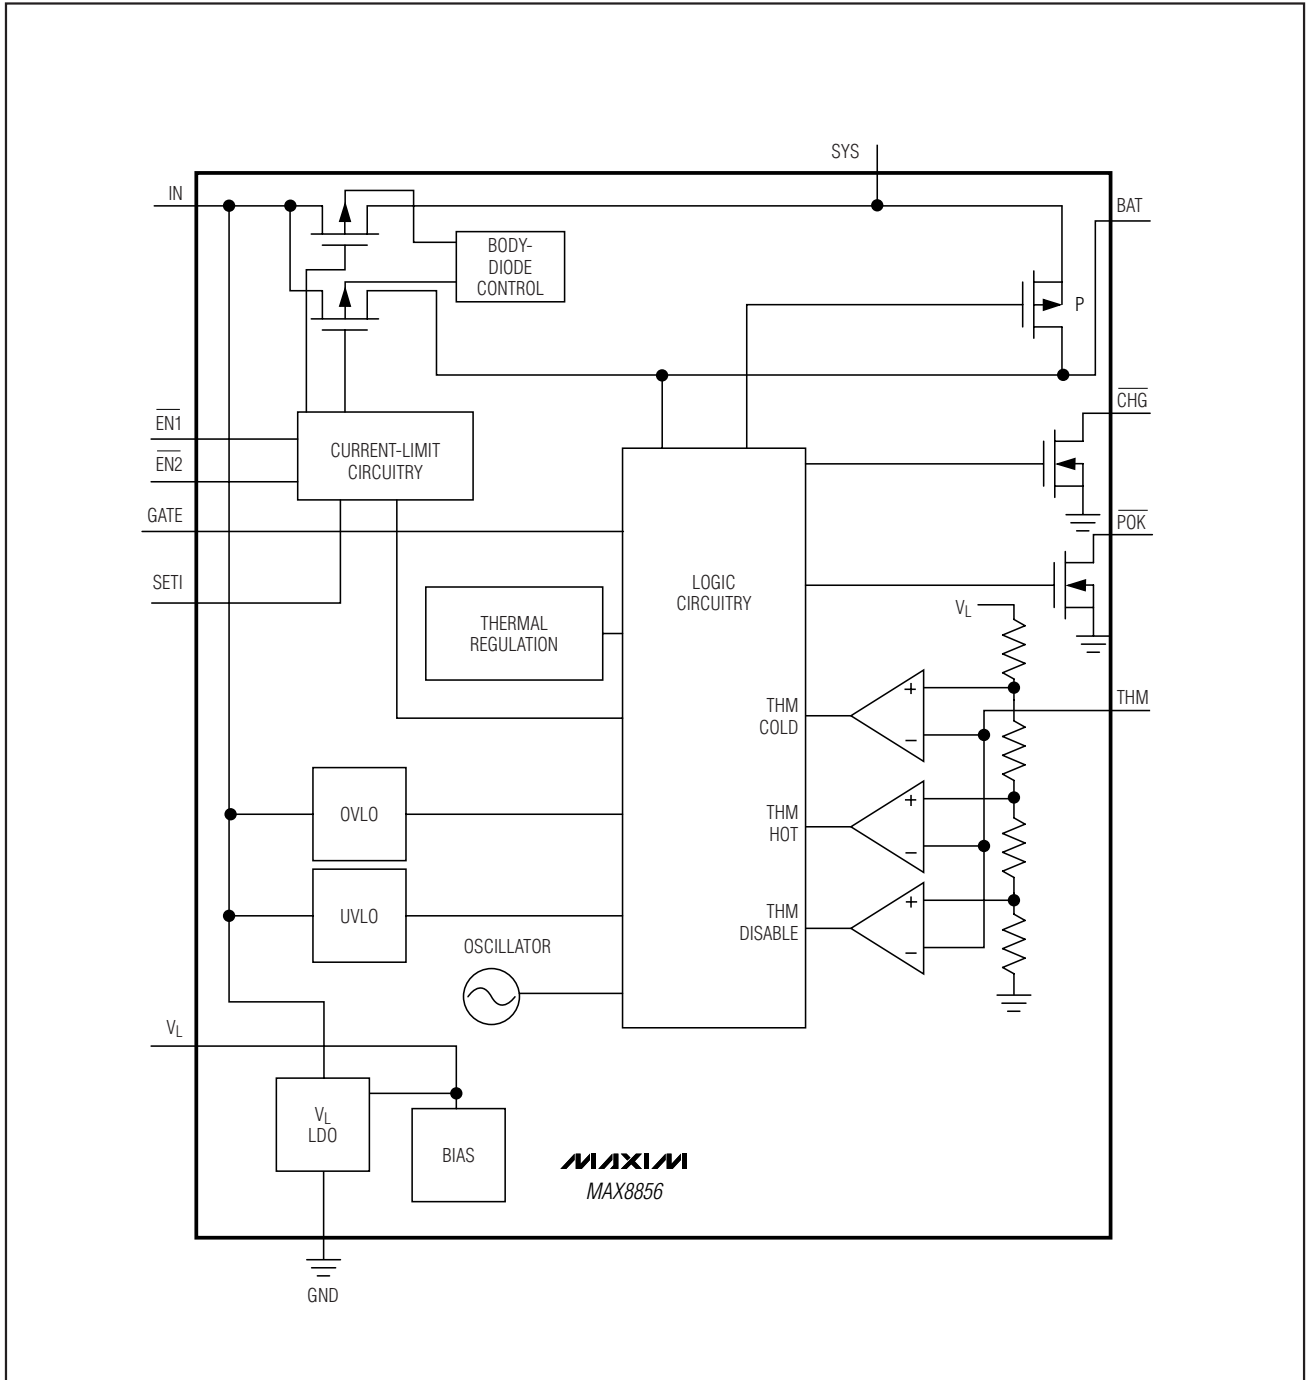 SYS
IN
BAT
BODY-
DIODE
CONTROL
P
EN1
CHG
CURRENT-LIMIT
CIRCUITRY
EN2
GATE
POK
SETI
LOGIC
CIRCUITRY
THERMAL
REGULATION
VL
THM
THM
COLD
OVLO
THM
HOT
UVLO
THM
DISABLE
OSCILLATOR
VL
VL
LDO
BIAS
MAXIM
MAX8856
GND
+
−
+
−
+
−